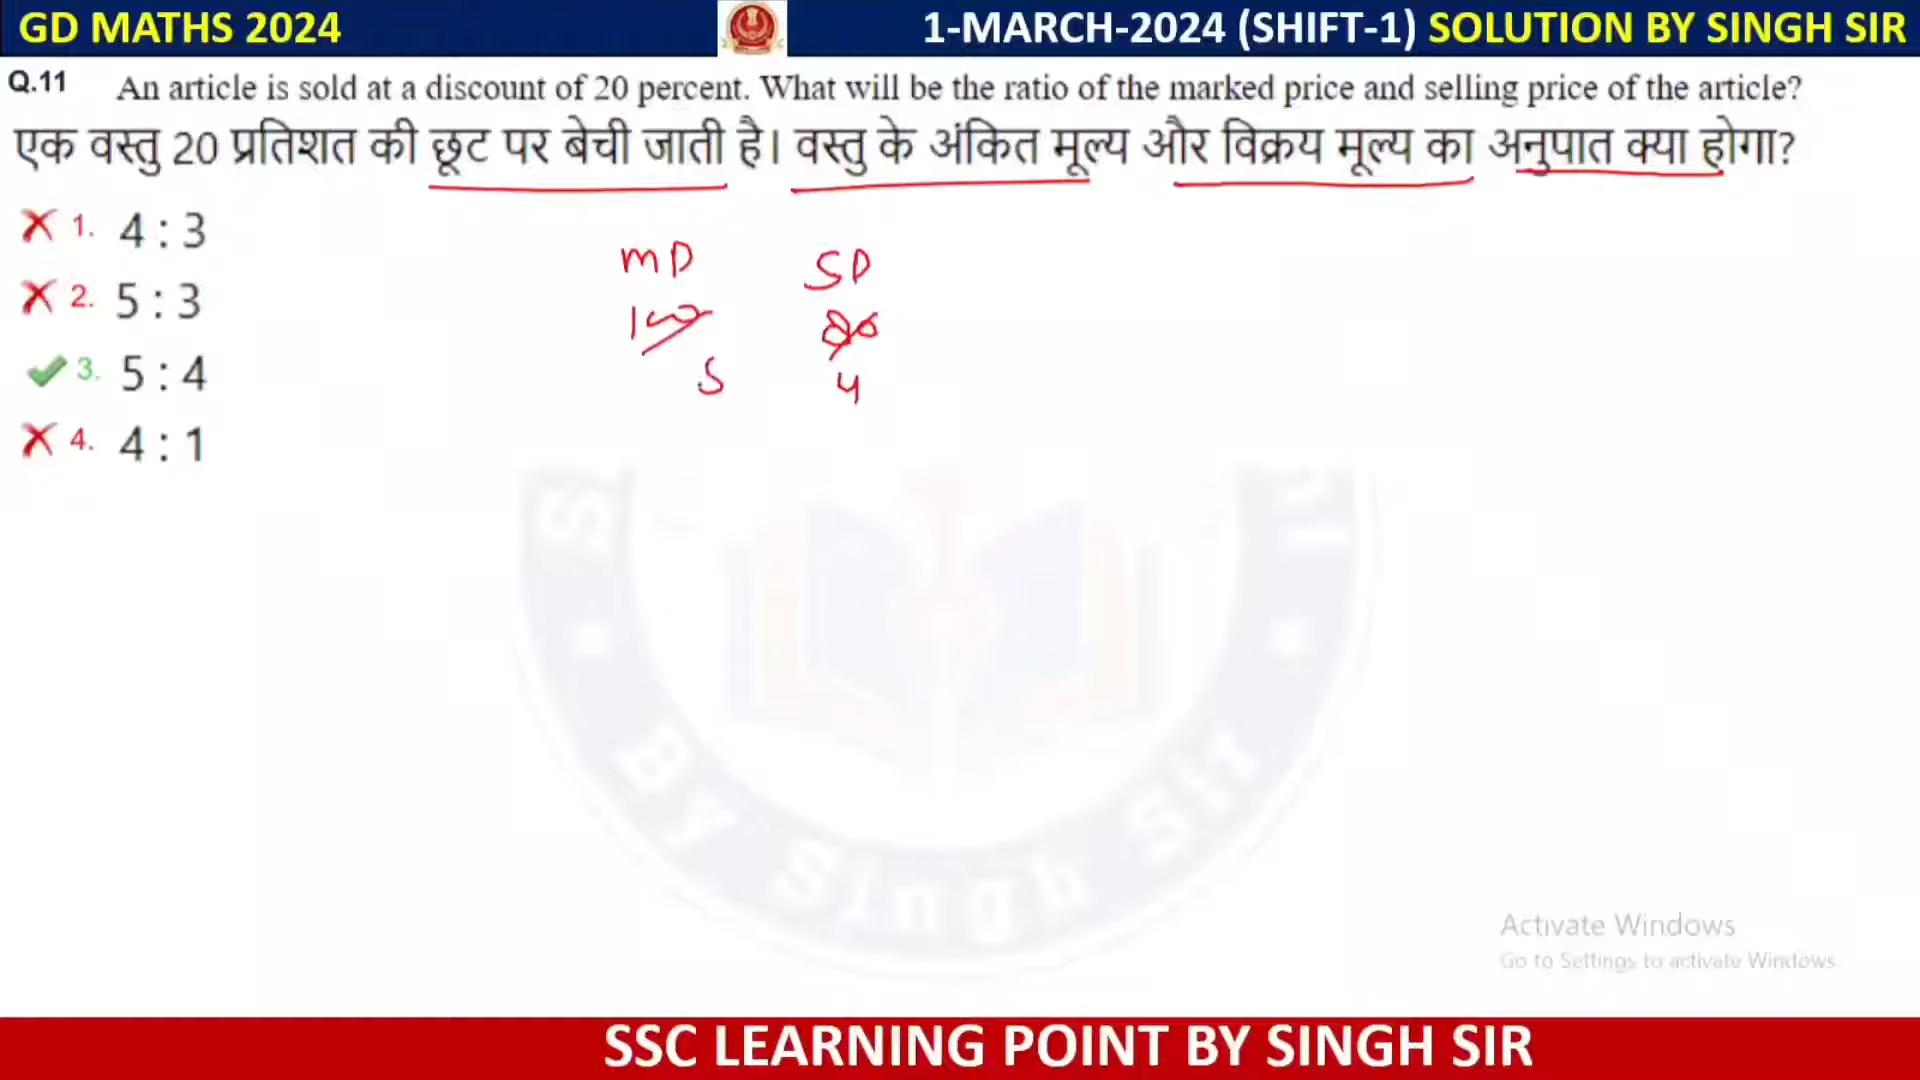 GD MATHS 2024
1-MARCH-2024 (SHIFT-1) SOLUTION BY SINGH SIR
Q.11 An article is sold at a discount of 20 percent. What will be the ratio of the marked price and selling price of the article?
एक वस्तु 20 प्रतिशत की छूट पर बेची जाती है। वस्तु के अंकित मूल्य और विक्रय मूल्य का अनुपात क्या होगा?
1. 4 : 3
2. 5 : 3
3. 5 : 4
4. 4 : 1
MP SP
100 80
5 4
By Singh Sir
Activate Windows
Go to Settings to activate Windows.
SSC LEARNING POINT BY SINGH SIR